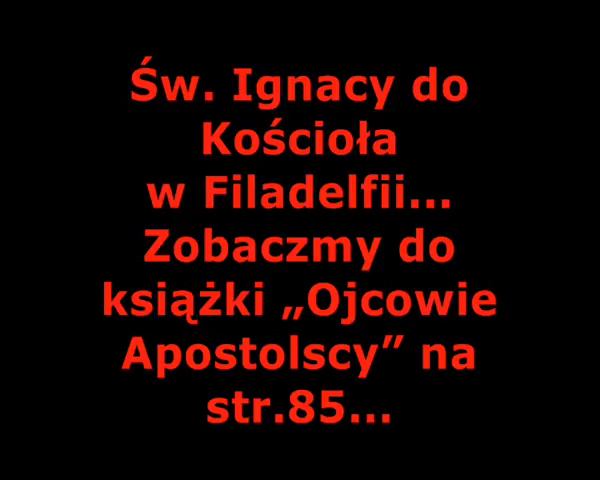 Św. Ignacy do
Kościoła
w Filadelfii...
Zobaczmy do
książki „Ojcowie
Apostolscy” na
str.85...